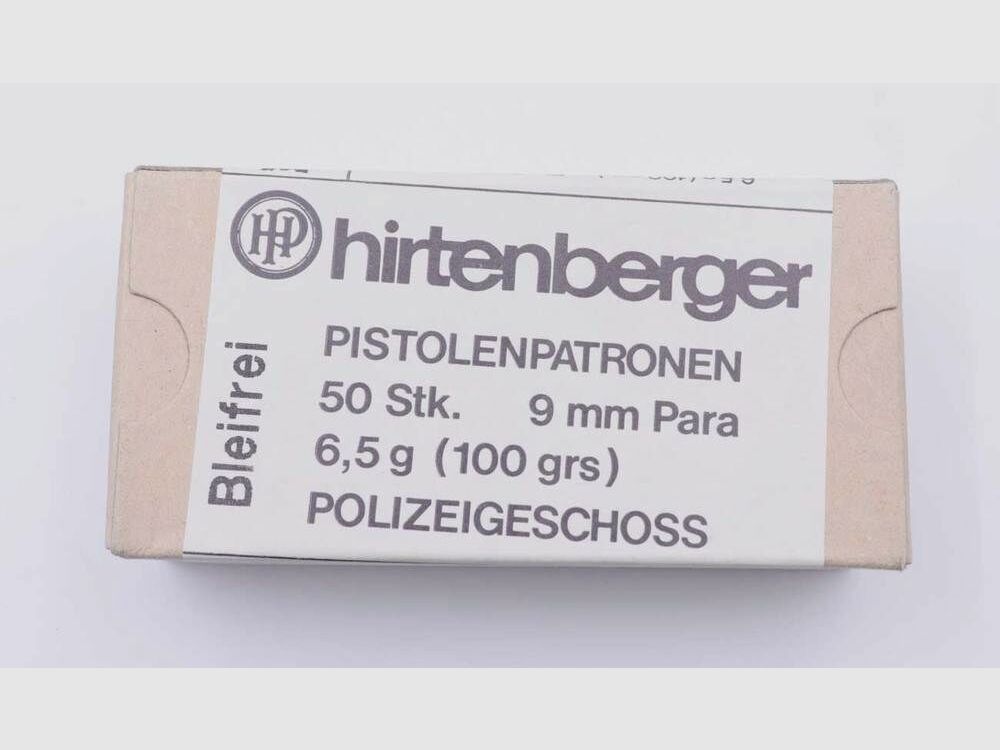 HP hirtenberger
PISTOLENPATRONEN
50 Stk. 9 mm Para
6,5 g (100 grs)
POLIZEIGESCHOSS
Bleifrei